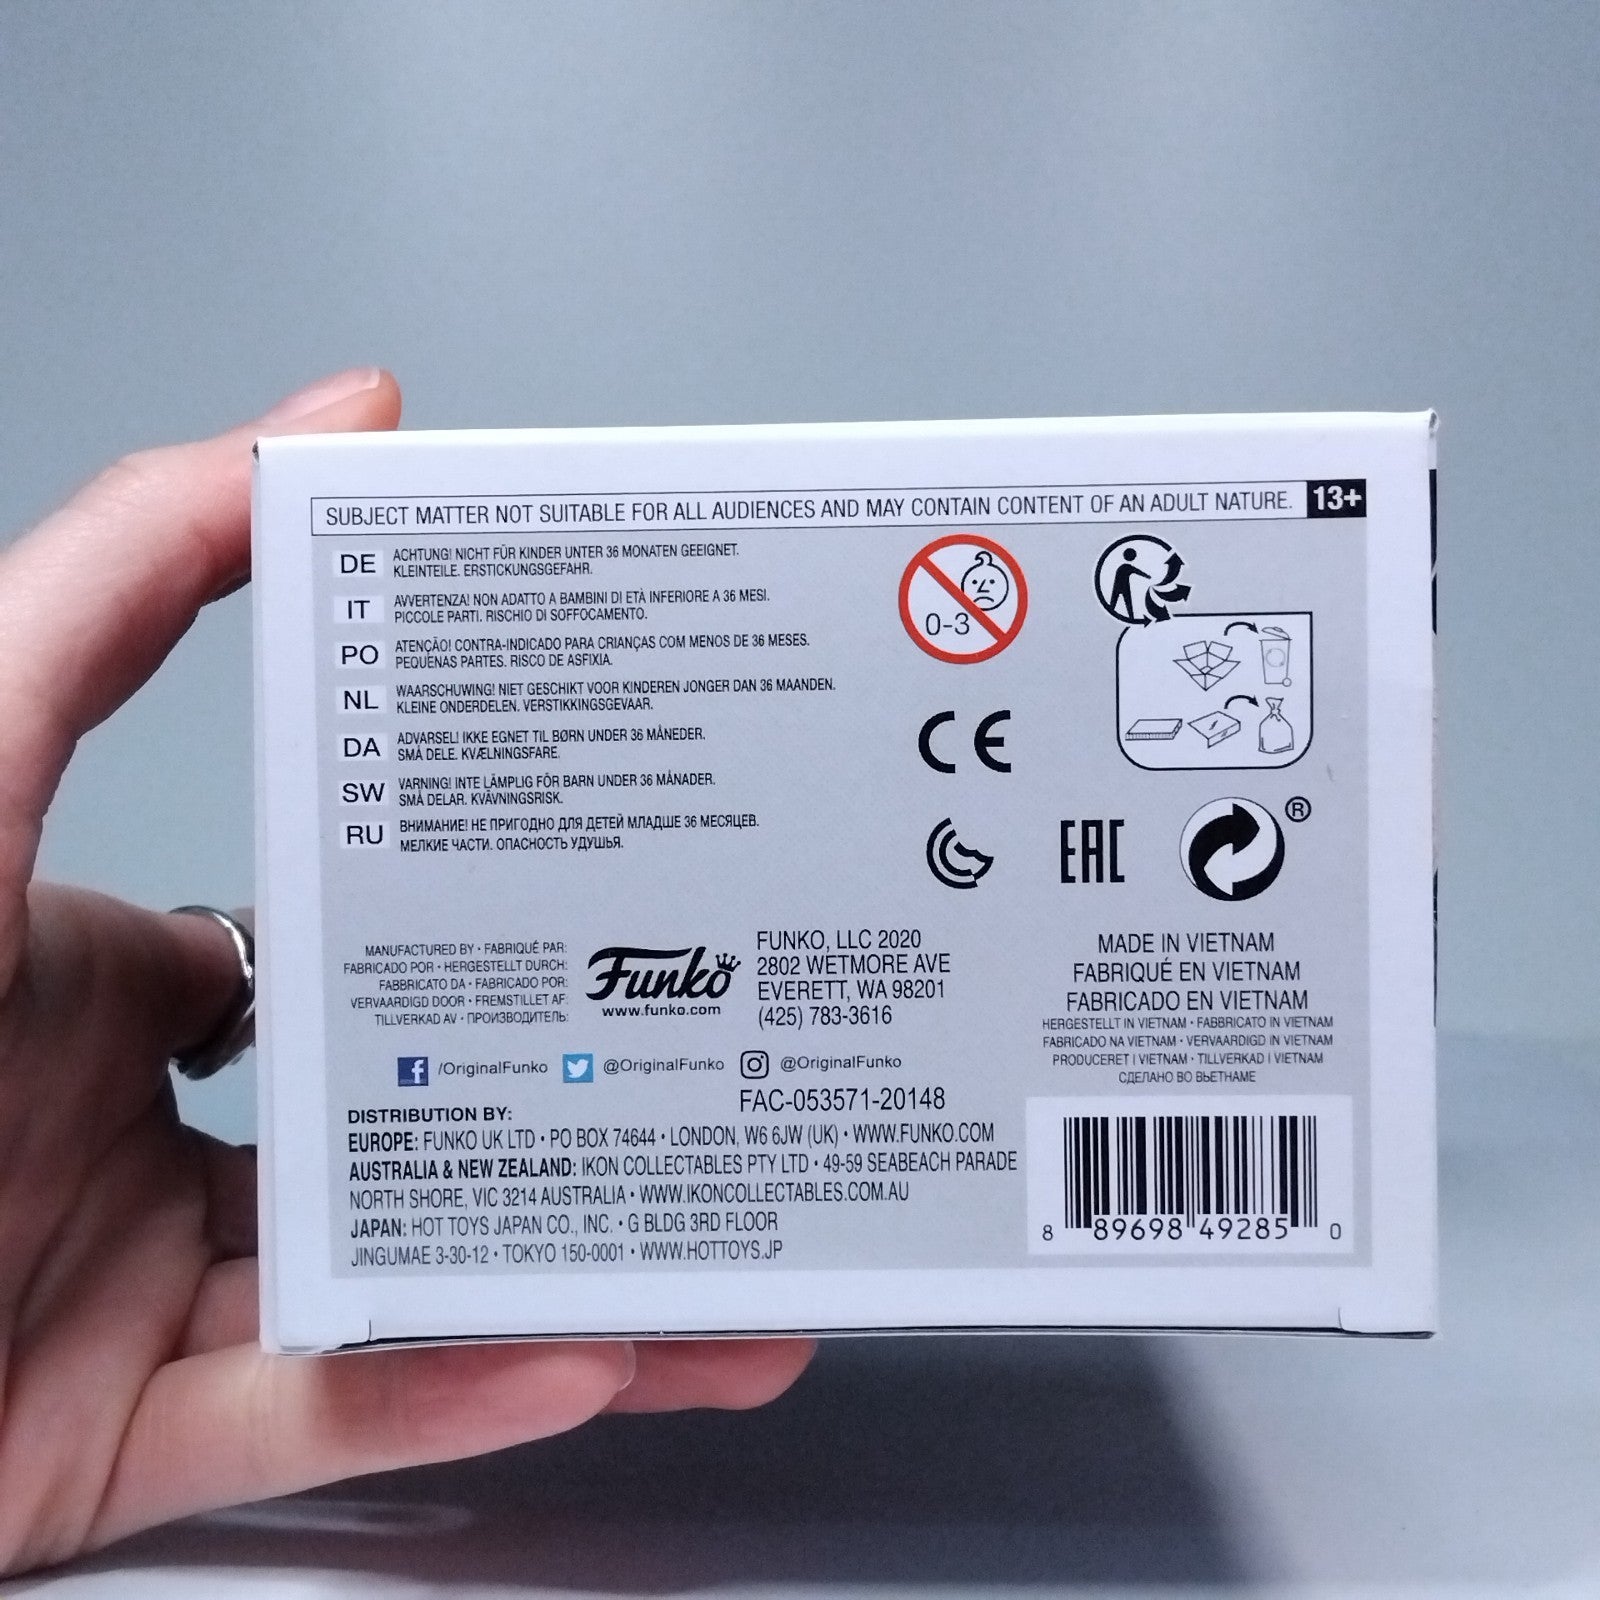 SUBJECT MATTER NOT SUITABLE FOR ALL AUDIENCES AND MAY CONTAIN CONTENT OF AN ADULT NATURE. 13+
DE ACHTUNG! NICHT FÜR KINDER UNTER 36 MONATEN GEEIGNET.
KLEINTEILE. ERSTICKUNGSGEFAHR.
IT AVVERTENZA! NON ADATTO A BAMBINI DI ETÀ INFERIORE A 36 MESI.
PICCOLE PARTI. RISCHIO DI SOFFOCAMENTO.
PO ATENÇÃO! CONTRA-INDICADO PARA CRIANÇAS COM MENOS DE 36 MESES.
PEQUENAS PARTES. RISCO DE ASFIXIA.
NL WAARSCHUWING! NIET GESCHIKT VOOR KINDEREN JONGER DAN 36 MAANDEN.
KLEINE ONDERDELEN. VERSTIKKINGSGEVAAR.
DA ADVARSEL! IKKE EGNET TIL BØRN UNDER 36 MÅNEDER.
SMÅ DELE. KVÆLNINGSFARE.
SW VARNING! INTE LÄMPLIG FÖR BARN UNDER 36 MÅNADER.
SMÅ DELAR. KVÄVNINGSRISK.
RU ВНИМАНИЕ! НЕ ПРИГОДНО ДЛЯ ДЕТЕЙ МЛАДШЕ 36 МЕСЯЦЕВ.
МЕЛКИЕ ЧАСТИ. ОПАСНОСТЬ УДУШЬЯ.
0-3
CE
EAC
®
MANUFACTURED BY • FABRIQUÉ PAR:
FABRICADO POR • HERGESTELLT DURCH:
FABBRICATO DA • FABRICADO POR:
VERVAARDIGD DOOR • FREMSTILLET AF:
TILLVERKAD AV • ПРОИЗВОДИТЕЛЬ:
Funko
www.funko.com
FUNKO, LLC 2020
2802 WETMORE AVE
EVERETT, WA 98201
(425) 783-3616
MADE IN VIETNAM
FABRIQUÉ EN VIETNAM
FABRICADO EN VIETNAM
HERGESTELLT IN VIETNAM • FABBRICATO IN VIETNAM
FABRICADO NA VIETNAM • VERVAARDIGD IN VIETNAM
PRODUCERET I VIETNAM • TILLVERKAD I VIETNAM
СДЕЛАНО ВО ВЬЕТНАМЕ
f /OriginalFunko @OriginalFunko @OriginalFunko
FAC-053571-20148
DISTRIBUTION BY:
EUROPE: FUNKO UK LTD • PO BOX 74644 • LONDON, W6 6JW (UK) • WWW.FUNKO.COM
AUSTRALIA & NEW ZEALAND: IKON COLLECTABLES PTY LTD • 49-59 SEABEACH PARADE
NORTH SHORE, VIC 3214 AUSTRALIA • WWW.IKONCOLLECTABLES.COM.AU
JAPAN: HOT TOYS JAPAN CO., INC. • G BLDG 3RD FLOOR
JINGUMAE 3-30-12 • TOKYO 150-0001 • WWW.HOTTOYS.JP
8 89698 49285 0